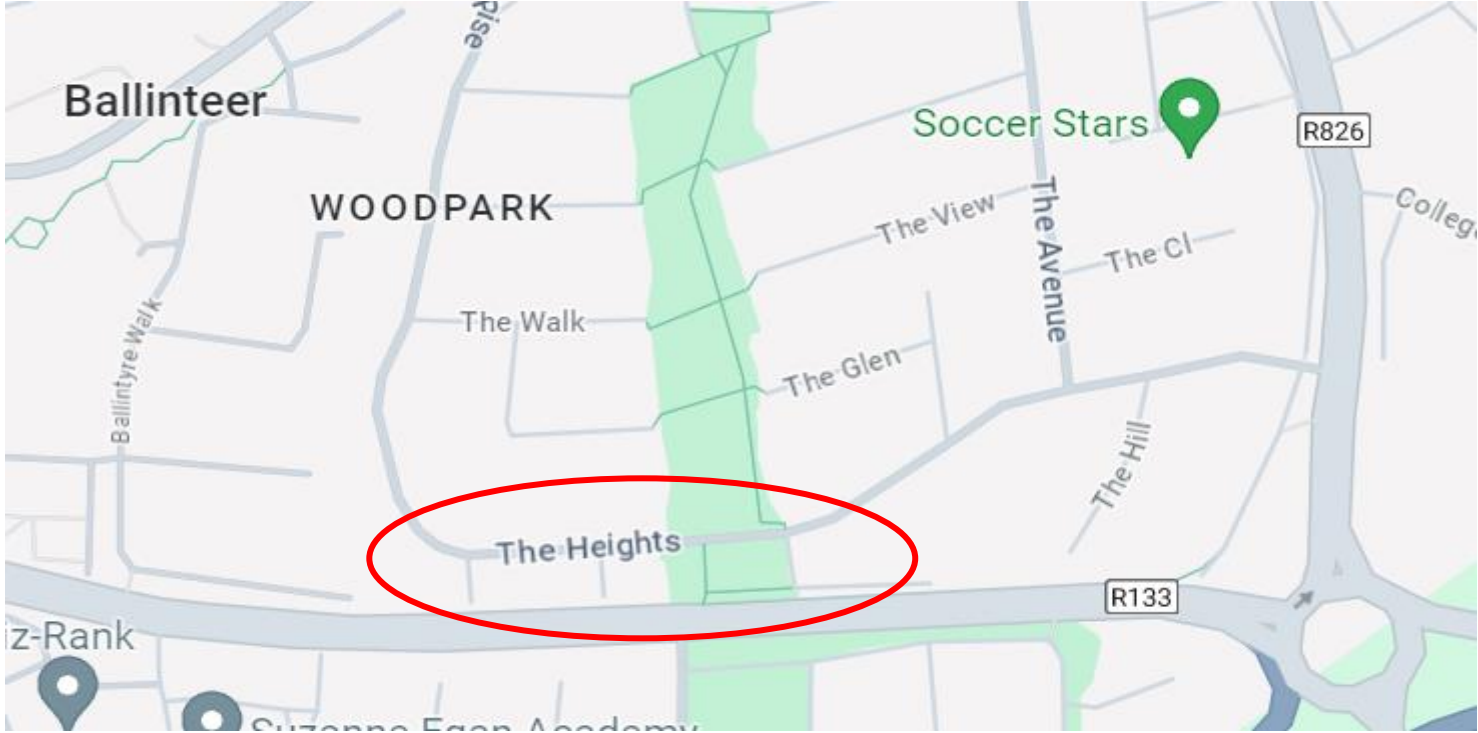 Rise
Ballinteer
Soccer Stars
R826
WOODPARK
The View
The Avenue
Colleg
The Cl
The Walk
Ballintyre Walk
The Glen
The Hill
The Heights
R133
iz-Rank
Suzanne Egan Academy